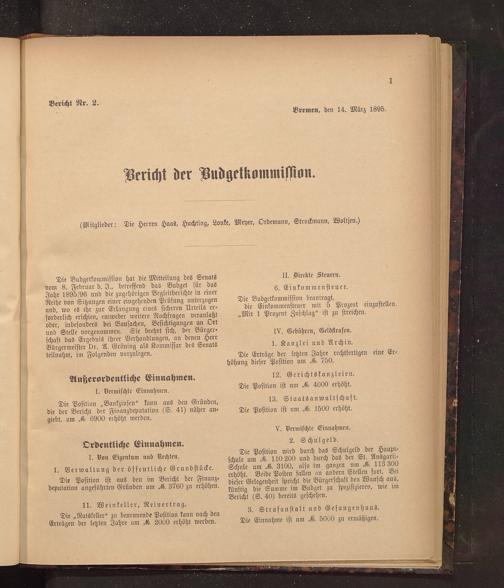 1
Bericht Nr. 2.
Bremen, den 14. März 1895.
Bericht der Budgetkommission.
(Mitglieder: Die Herren Haas, Huchting, Louke, Meyer, Ordemann, Strockmann, Woltjen.)
Die Budgetkommission hat die Mitteilung des Senats
vom 8. Februar d. J., betreffend das Budget für das
Jahr 1895/96 und die zugehörigen Begleitberichte in einer
Reihe von Sitzungen einer eingehenden Prüfung unterzogen
und, wo es ihr zur Erlangung eines sicheren Urteils er-
forderlich erschien, entweder weitere Nachfragen veranlaßt
oder, insbesondere bei Bausachen, Besichtigungen an Ort
und Stelle vorgenommen. Sie beehrt sich, der Bürger-
schaft das Ergebnis ihrer Verhandlungen, an denen Herr
Bürgermeister Dr. A. Gröning als Kommissar des Senats
teilnahm, im Folgenden vorzulegen.
Außerordentliche Einnahmen.
I. Vermischte Einnahmen.
Die Position „Bankzinsen“ kann aus den Gründen,
die der Bericht der Finanzdeputation (S. 41) näher an-
giebt, um ℳ 6900 erhöht werden.
Ordentliche Einnahmen.
I. Von Eigentum und Rechten.
1. Verwaltung der öffentliche Grundstücke.
Die Position ist aus den im Bericht der Finanz-
deputation angeführten Gründen um ℳ 3760 zu erhöhen.
11. Weinkeller, Reinertrag.
Die „Ratskeller“ zu benennende Position kann nach den
Erträgen der letzten Jahre um ℳ 2000 erhöht werden.
II. Direkte Steuern.
6. Einkommensteuer.
Die Budgetkommission beantragt,
die Einkommensteuer mit 5 Prozent einzustellen.
„Mit 1 Prozent Zuschlag“ ist zu streichen.
IV. Gebühren, Geldstrafen.
1. Kanzlei und Archiv.
Die Erträge der letzten Jahre rechtfertigen eine Er-
höhung dieser Position um ℳ 750.
12. Gerichtskanzleien.
Die Position ist um ℳ 4000 erhöht.
13. Staatsanwaltschaft.
Die Position ist um ℳ 1500 erhöht.
V. Vermischte Einnahmen.
2. Schulgeld.
Die Position wird durch das Schulgeld der Haupt-
schule um ℳ 110 200 und durch das der St. Ansgarii-
Schule um ℳ 3100, also im ganzen um ℳ 113 300
erhöht. Beide Posten fallen an andere Stellen fort. Bei
dieser Gelegenheit spricht die Bürgerschaft den Wunsch aus,
künftig die Summe im Budget zu spezifizieren, wie im
Bericht (S. 40) bereits geschehen.
3. Strafanstalt und Gefangenhaus.
Die Einnahme ist um ℳ 5000 zu ermäßigen.